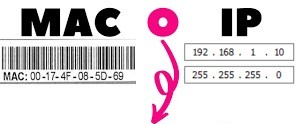 MAC O IP
192 . 168 . 1 . 10
255 . 255 . 255 . 0
MAC: 00-17-4F-08-5D-69